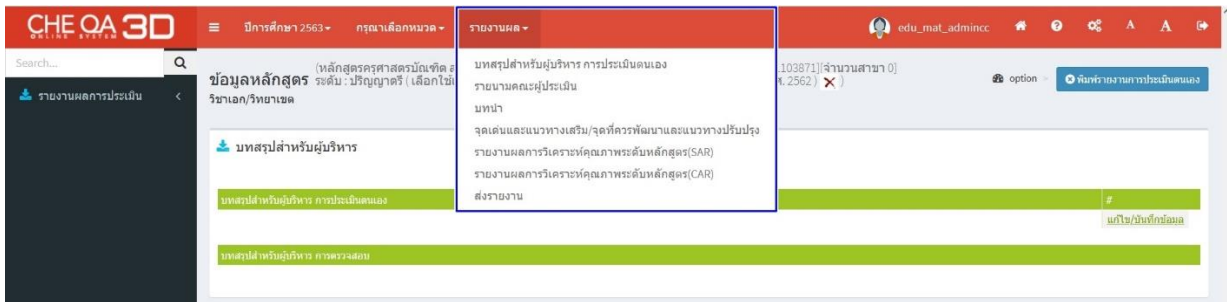 CHE QA 3D
ONLINE SYSTEM
ปีการศึกษา 2563 กรุณาเลือกหมวด รายงานผล edu_mat_admincc A A
Search...
รายงานผลการประเมิน
(หลักสูตรครุศาสตรบัณฑิต
.103871][จำนวนสาขา 0]
ข้อมูลหลักสูตร ระดับ : ปริญญาตรี ( เลือกใช้เ
. 2562 ) )
วิชาเอก/วิทยาเขต
option
พิมพ์รายงานการประเมินตนเอง
บทสรุปสำหรับผู้บริหาร การประเมินตนเอง
รายนามคณะผู้ประเมิน
บทนำ
จุดเด่นและแนวทางเสริม/จุดที่ควรพัฒนาและแนวทางปรับปรุง
รายงานผลการวิเคราะห์คุณภาพระดับหลักสูตร(SAR)
รายงานผลการวิเคราะห์คุณภาพระดับหลักสูตร(CAR)
ส่งรายงาน
บทสรุปสำหรับผู้บริหาร
บทสรุปสำหรับผู้บริหาร การประเมินตนเอง #
แก้ไข/บันทึกข้อมูล
บทสรุปสำหรับผู้บริหาร การตรวจสอบ